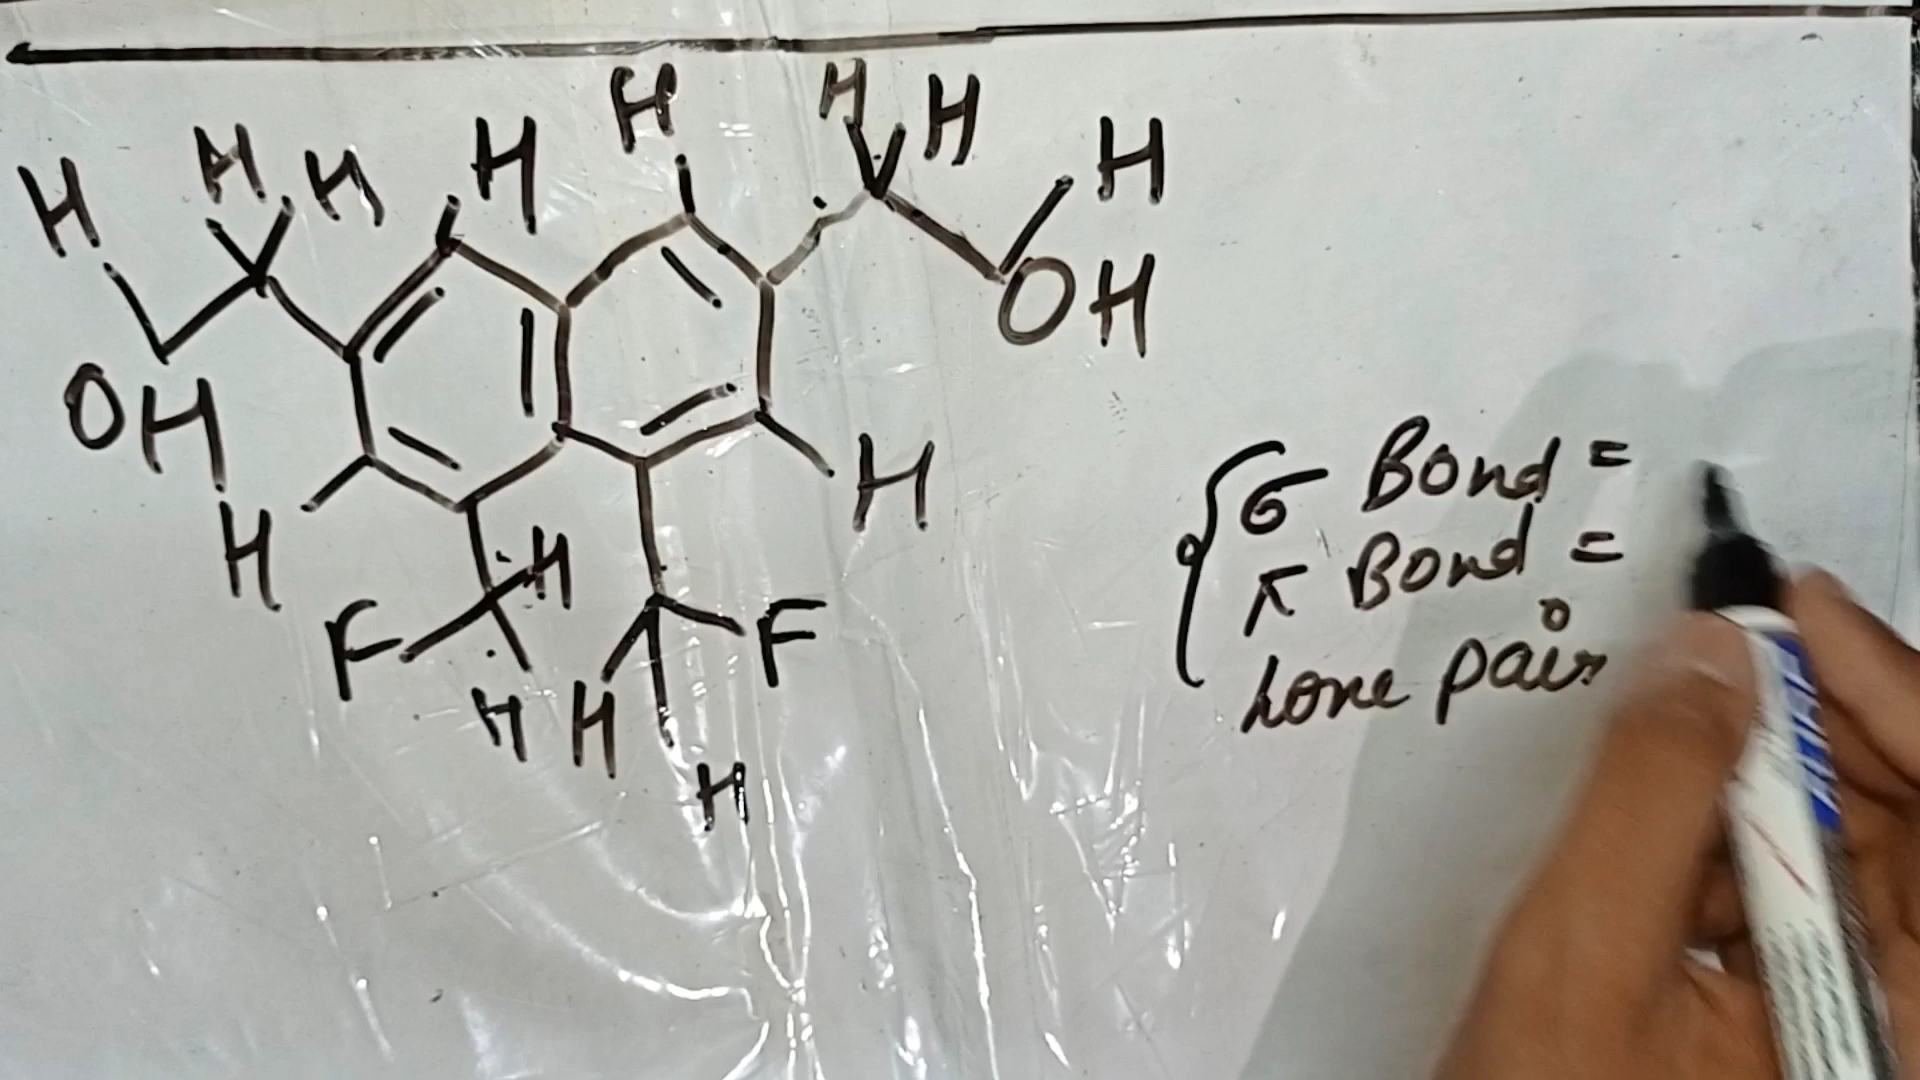 H H H H H H H H
OH OH
H H
F H F
H H
H
σ Bond =
π Bond =
Lone pair